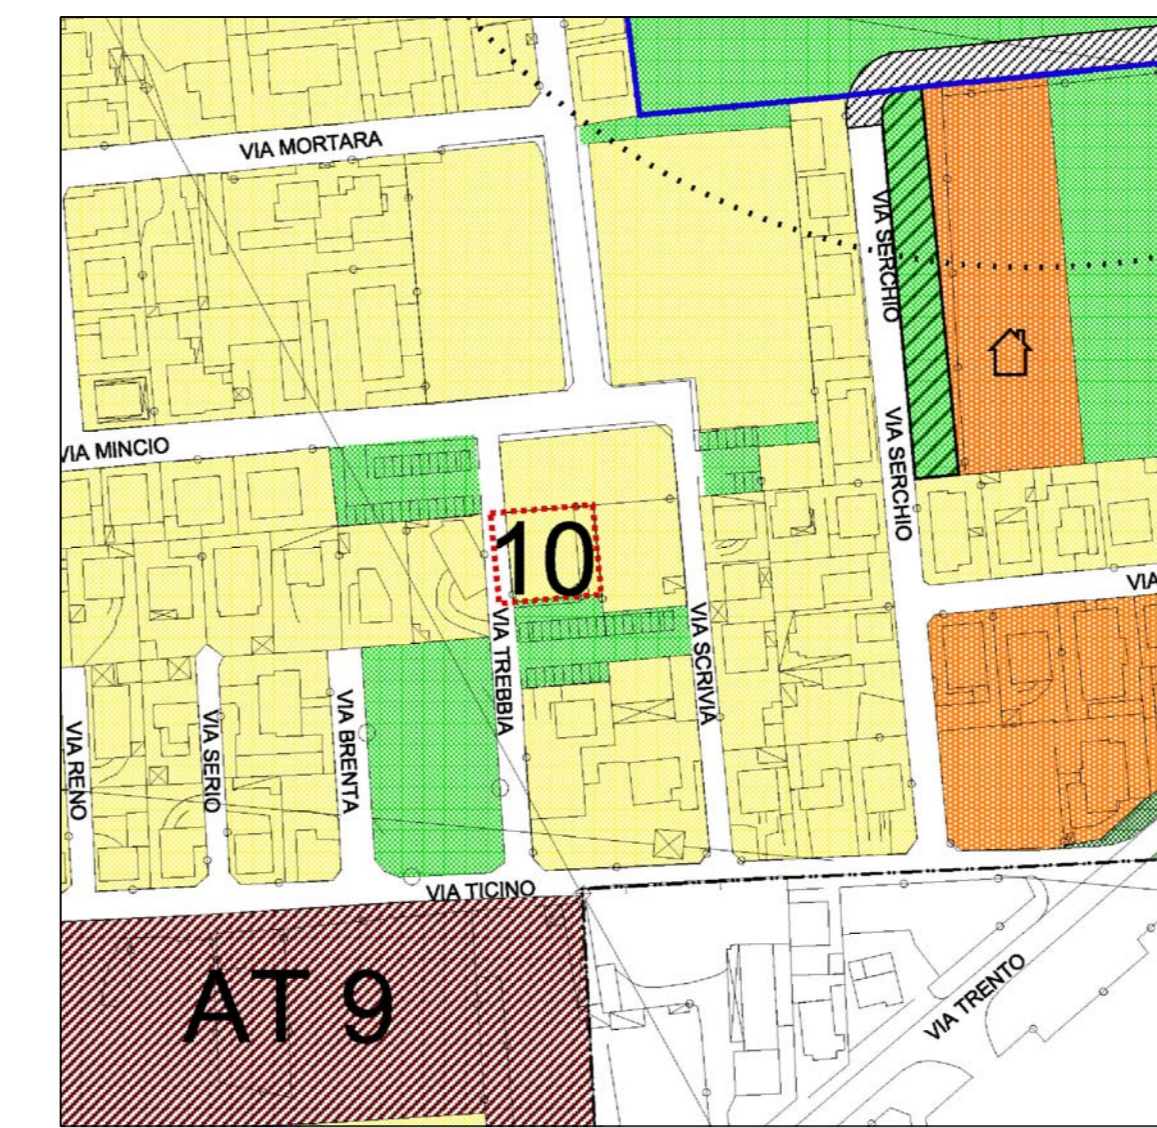 VIA MORTARA
VIA SERCHIO
VIA MINCIO
VIA SERCHIO
10
VIA
VIA TREBBIA
VIA SCRIVIA
VIA RENO
VIA SERIO
VIA BRENTA
VIA TICINO
AT 9
VIA TRENTO